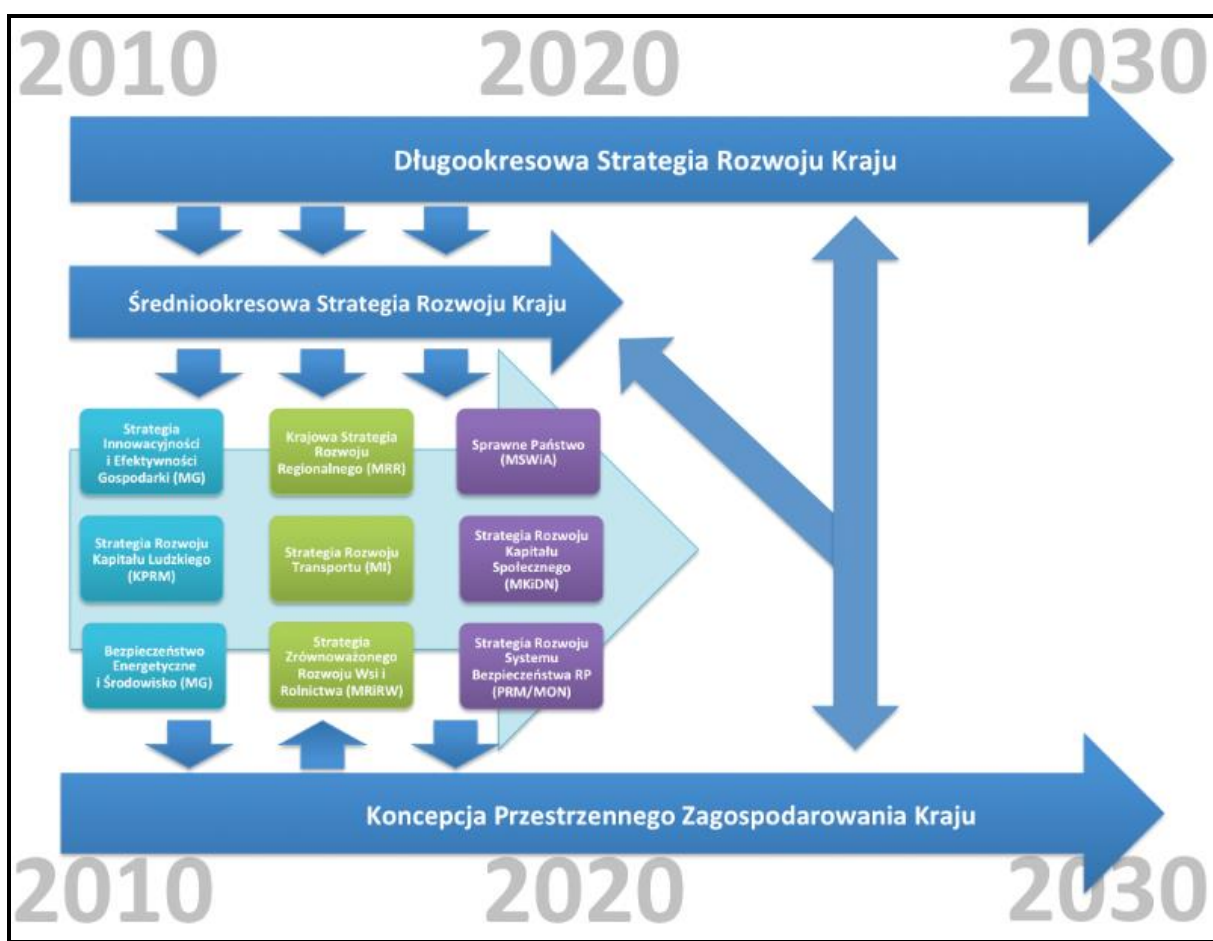 2010 2020 2030
Długookresowa Strategia Rozwoju Kraju
Średniookresowa Strategia Rozwoju Kraju
Strategia
Innowacyjności
i Efektywności
Gospodarki (MG)
Krajowa Strategia
Rozwoju
Regionalnego (MRR)
Sprawne Państwo
(MSWiA)
Strategia Rozwoju
Kapitału Ludzkiego
(KPRM)
Strategia Rozwoju
Transportu (MI)
Strategia Rozwoju
Kapitału
Społecznego
(MKiDN)
Bezpieczeństwo
Energetyczne
i Środowisko (MG)
Strategia
Zrównoważonego
Rozwoju Wsi i
Rolnictwa (MRiRW)
Strategia Rozwoju
Systemu
Bezpieczeństwa RP
(PRM/MON)
Koncepcja Przestrzennego Zagospodarowania Kraju
2010 2020 2030